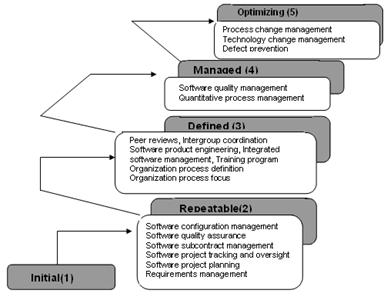 Optimizing (5)
Process change management
Technology change management
Defect prevention
Managed (4)
Software quality management
Quantitative process management
Defined (3)
Peer reviews, Intergroup coordination
Software product engineering, Integrated
software management, Training program
Organization process definition
Organization process focus
Repeatable(2)
Software configuration management
Software quality assurance
Software subcontract management
Software project tracking and oversight
Software project planning
Requirements management
Initial(1)